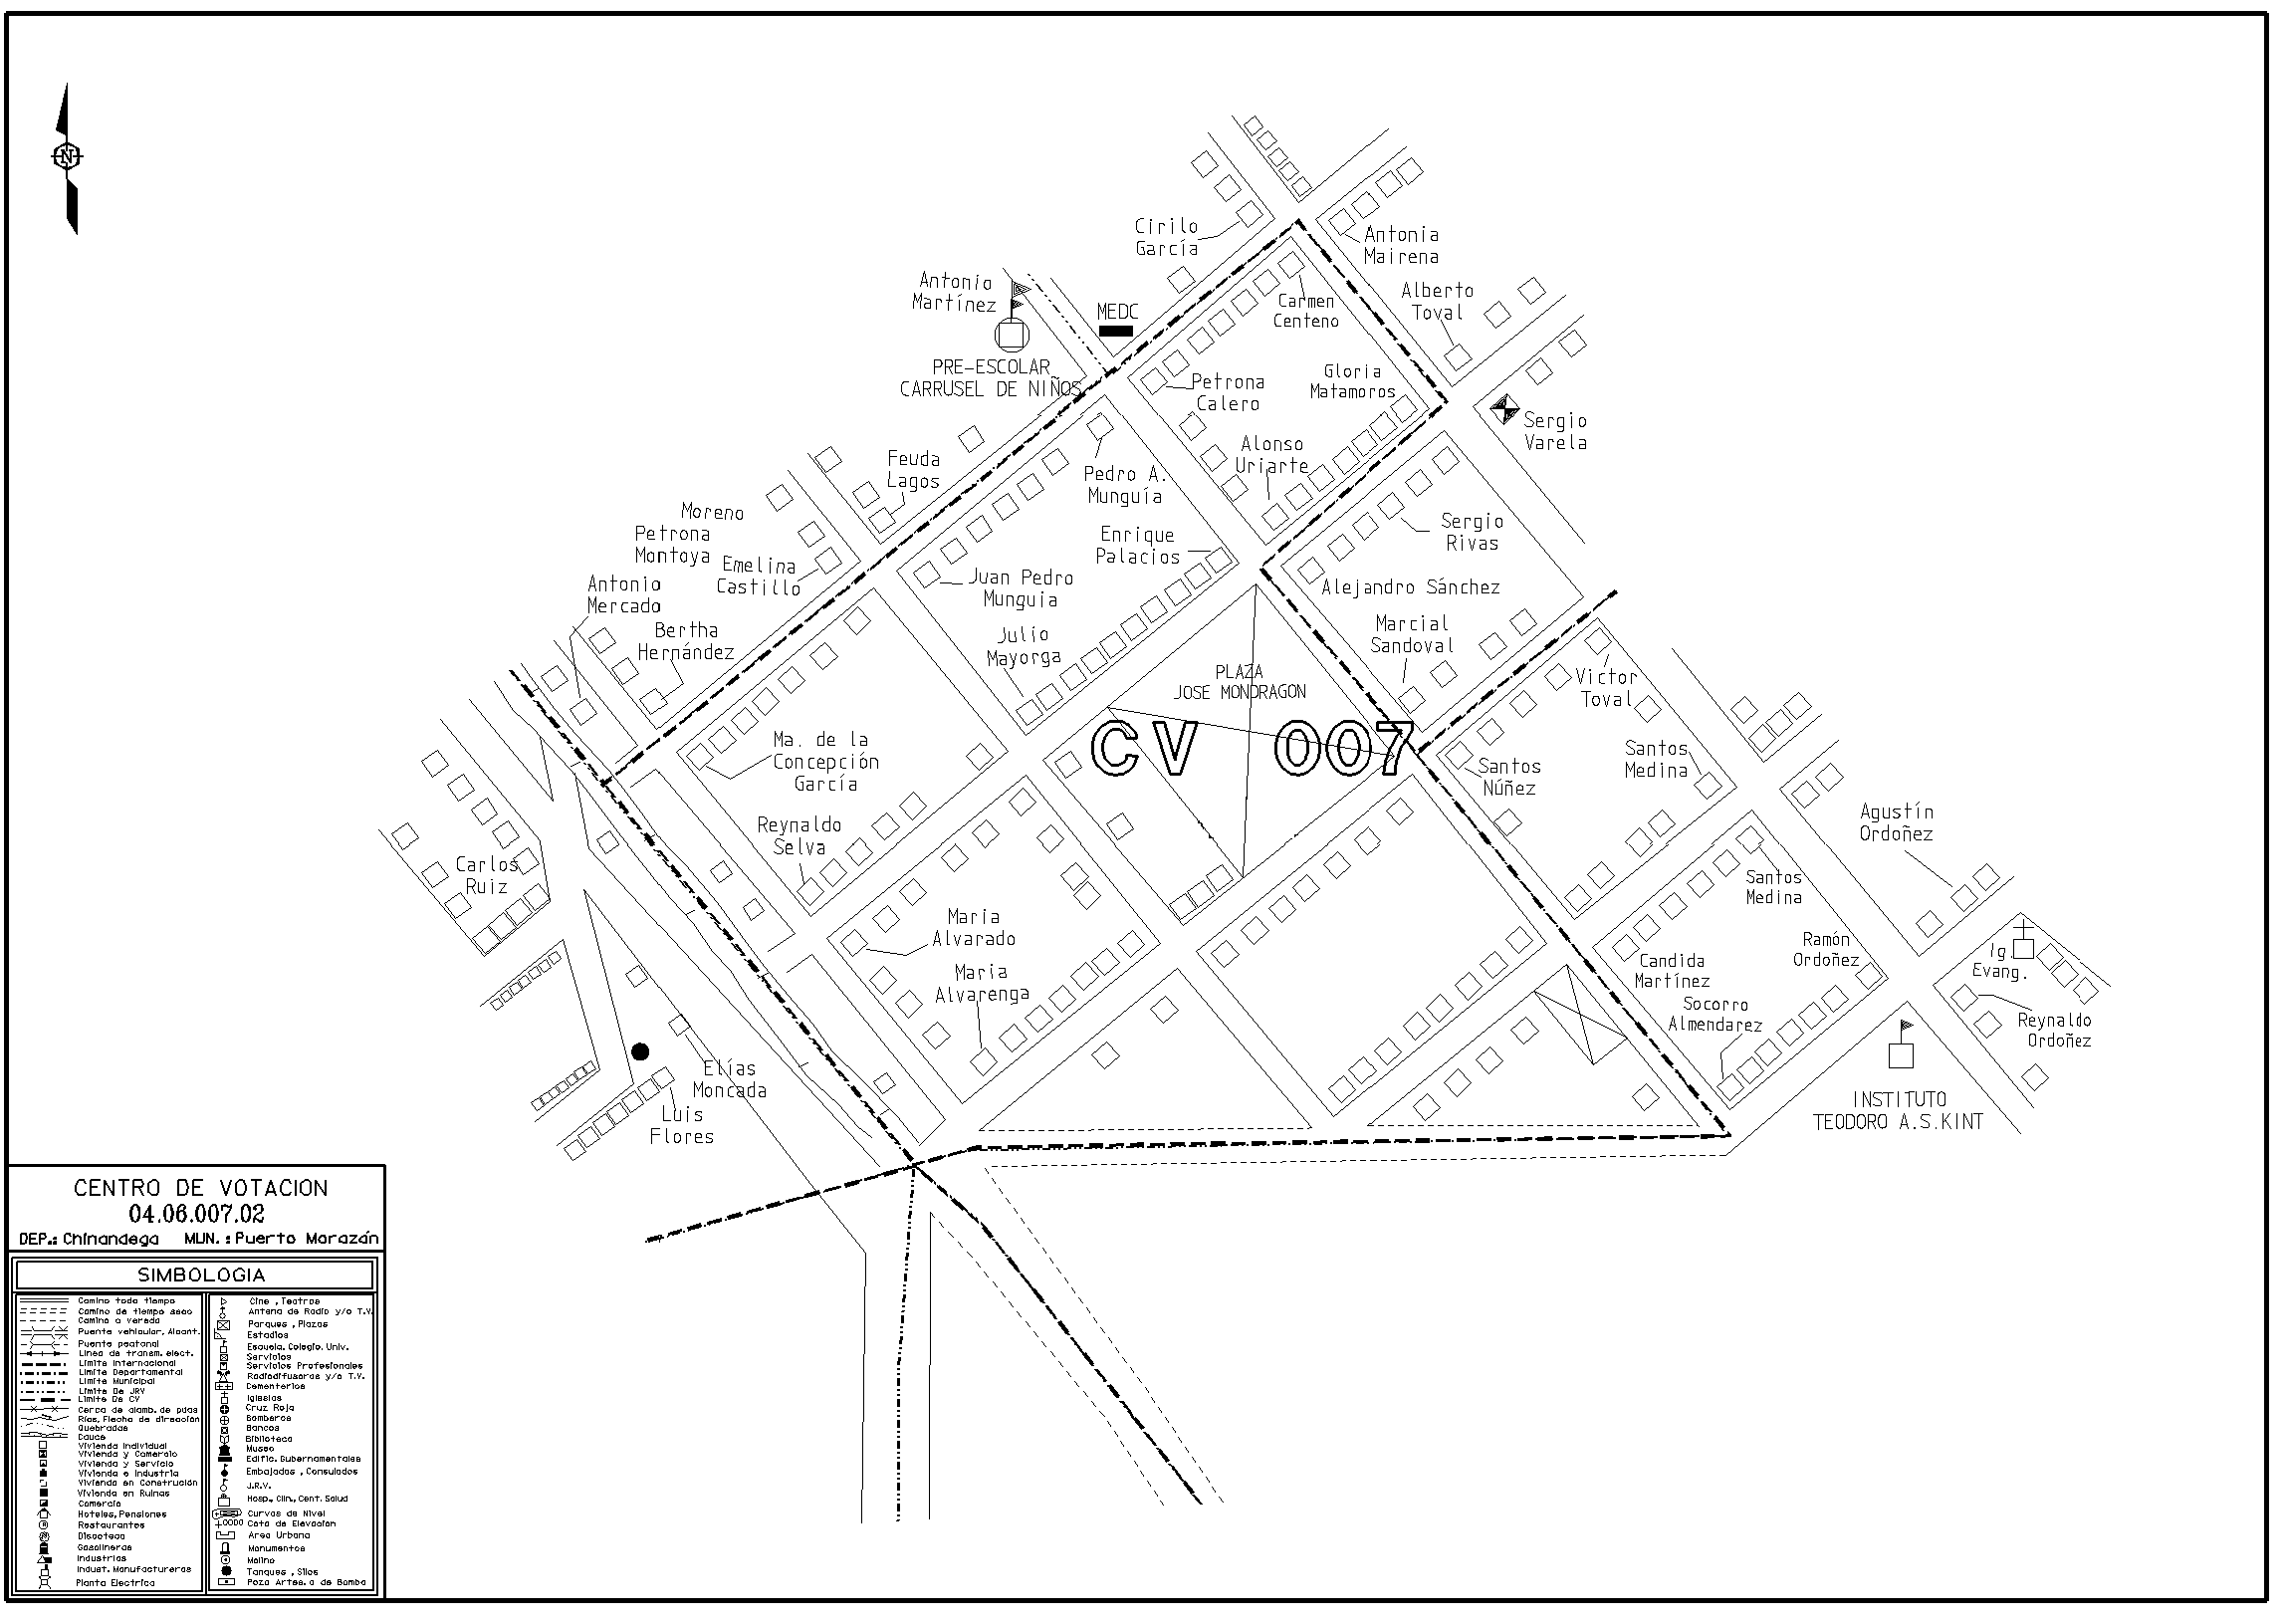 N
Cirilo
García
Antonia
Mairena
Antonia
Martínez
MEDC
Carmen
Centeno
Alberto
Toval
PRE-ESCOLAR
CARRUSEL DE NIÑOS
Petrona
Calero
Gloria
Matamoros
Sergio
Varela
Feuda
Lagos
Pedro A.
Munguía
Alonso
Uriarte
Moreno
Petrona
Montoya
Emelina
Castillo
Enrique
Palacios
Sergio
Rivas
Antonio
Mercado
Juan Pedro
Munguia
Alejandro Sánchez
Bertha
Hernández
Julio
Mayorga
Marcial
Sandoval
PLAZA
JOSE MONDRAGON
Victor
Toval
CV 007
Ma. de la
Concepción
García
Santos
Núñez
Santos
Medina
Reynaldo
Selva
Agustín
Ordoñez
Carlos
Ruiz
Santos
Medina
Maria
Alvarado
Ramón
Ordoñez
Candida
Martínez
Ig.
Evang.
Maria
Alvarenga
Socorro
Almendarez
Reynaldo
Ordoñez
Elías
Moncada
Luis
Flores
INSTITUTO
TEODORO A.S.KINT
CENTRO DE VOTACION
04.06.007.02
DEP.: Chinandega MUN. : Puerto Morazán
SIMBOLOGIA
Camino todo tiempo
Camino de tiempo seco
Camino o vereda
Puente vehicular, Alcant.
Puente peatonal
Linea de transm. elect.
Limite Internacional
Limite Departamental
Limite Municipal
Limite De JRV
Limite De CV
Cerca de alamb. de puas
Rios, Flecha de dirección
Quebradas
Cauce
Vivienda Individual
Vivienda y Comercio
Vivienda y Servicio
Vivienda e Industria
Vivienda en Construción
Vivienda en Ruinas
Comercio
Hoteles, Pensiones
Restaurantes
Discoteca
Gasolineras
Industrias
Indust. Manufactureras
Planta Electrica
Cine , Teatros
Antena de Radio y/o T.V.
Parques , Plazas
Estadios
Escuela, Colegio, Univ.
Servicios
Servicios Profesionales
Radiodifusoras y/o T.V.
Cementerios
Iglesias
Cruz Roja
Bomberos
Bancos
Biblioteca
Museo
Edific. Gubernamentales
Embajadas , Consulados
J.R.V.
Hosp., Clin., Cent. Salud
Curvas de Nivel
Cota de Elevación
Area Urbana
Monumentos
Molino
Tanques , Silos
Pozo Artes. o de Bomba